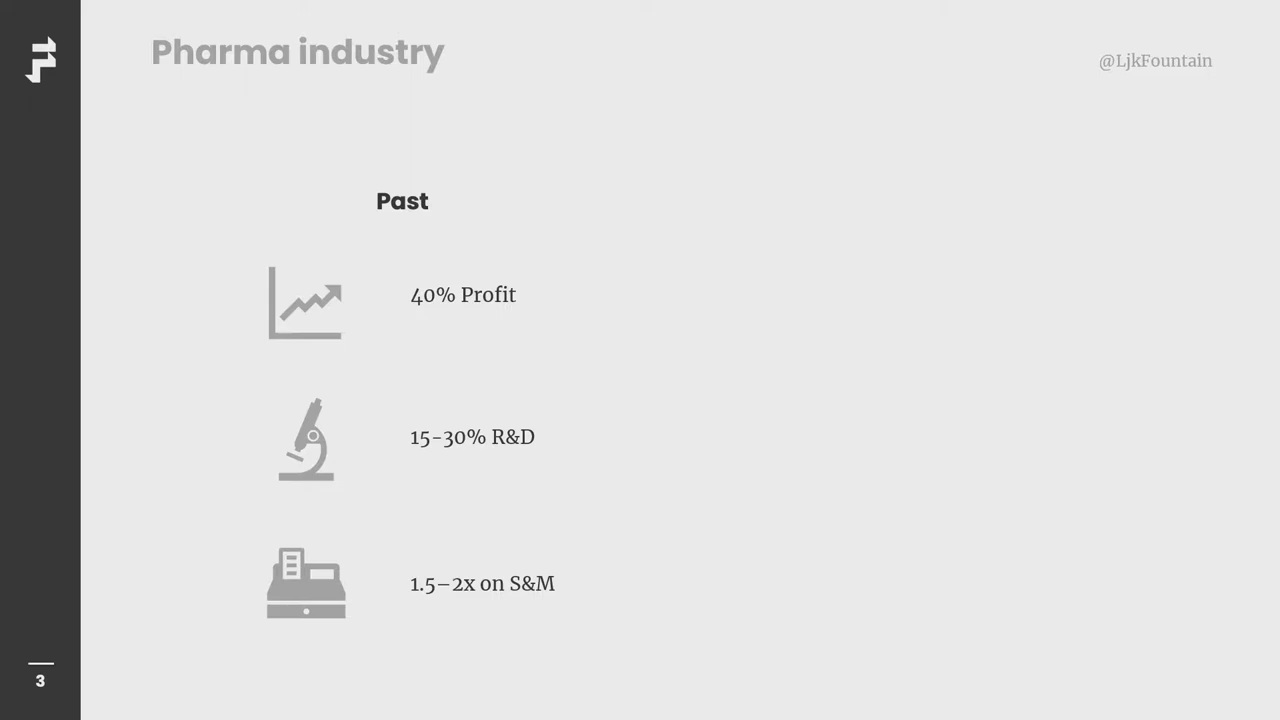 Pharma industry
@LjkFountain
Past
40% Profit
15-30% R&D
1.5–2x on S&M
3